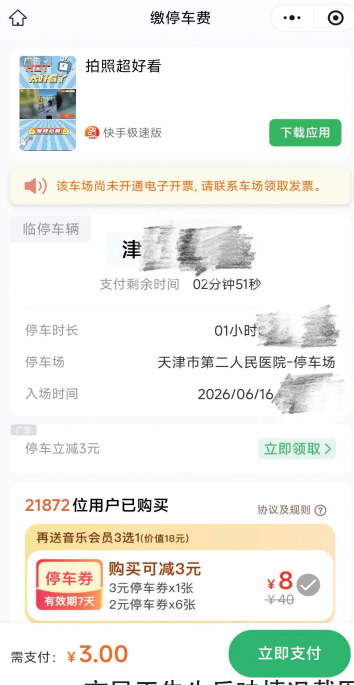 缴停车费
广告
HOT
太好看了
拍照超好看
快手极速版
下载应用
该车场尚未开通电子开票, 请联系车场领取发票。
临停车辆
津
支付剩余时间 02分钟51秒
停车时长 01小时
停车场 天津市第二人民医院-停车场
入场时间 2026/06/16
广告
停车立减3元 立即领取 >
21872位用户已购买 协议及规则 ?
再送音乐会员3选1(价值18元)
停车券
有效期7天
购买可减3元
3元停车券x1张
2元停车券x6张
¥8
¥40
需支付: ¥3.00 立即支付